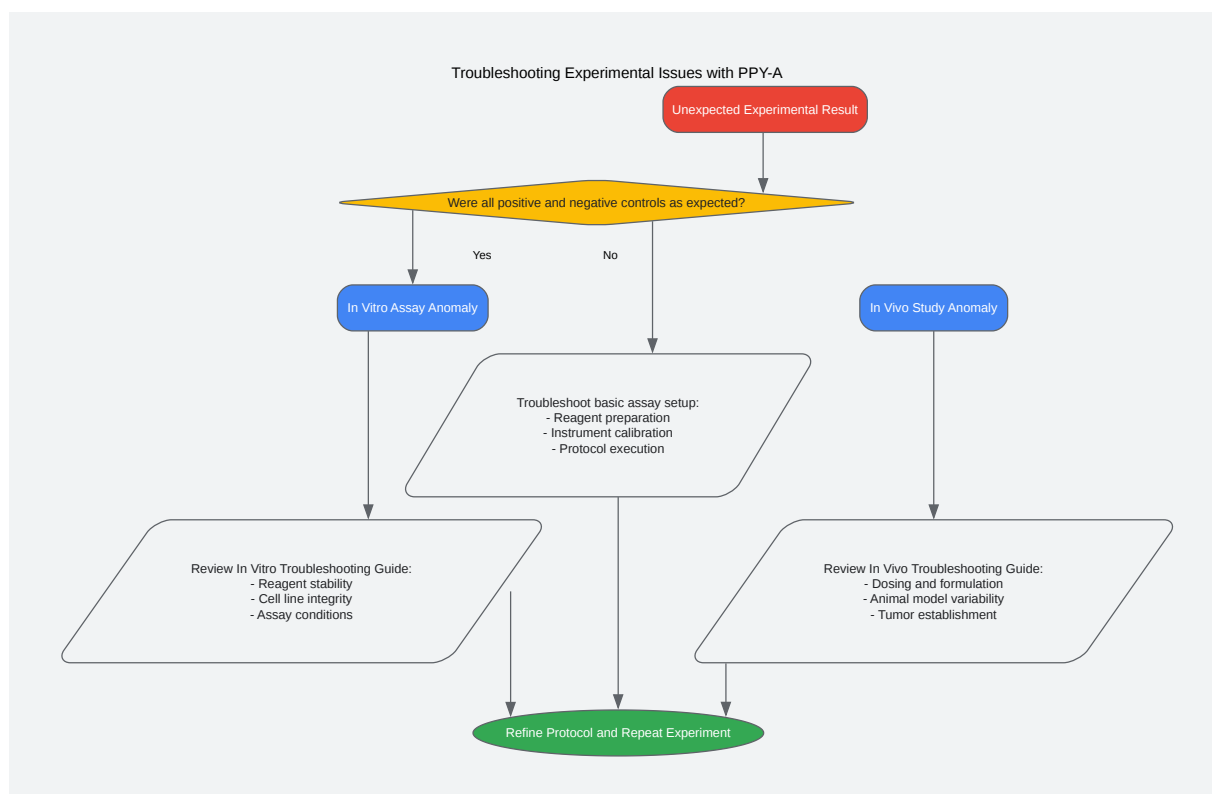 Troubleshooting Experimental Issues with PPY-A
Unexpected Experimental Result
Were all positive and negative controls as expected?
Yes
No
In Vitro Assay Anomaly
In Vivo Study Anomaly
Troubleshoot basic assay setup:
- Reagent preparation
- Instrument calibration
- Protocol execution
Review In Vitro Troubleshooting Guide:
- Reagent stability
- Cell line integrity
- Assay conditions
Review In Vivo Troubleshooting Guide:
- Dosing and formulation
- Animal model variability
- Tumor establishment
Refine Protocol and Repeat Experiment